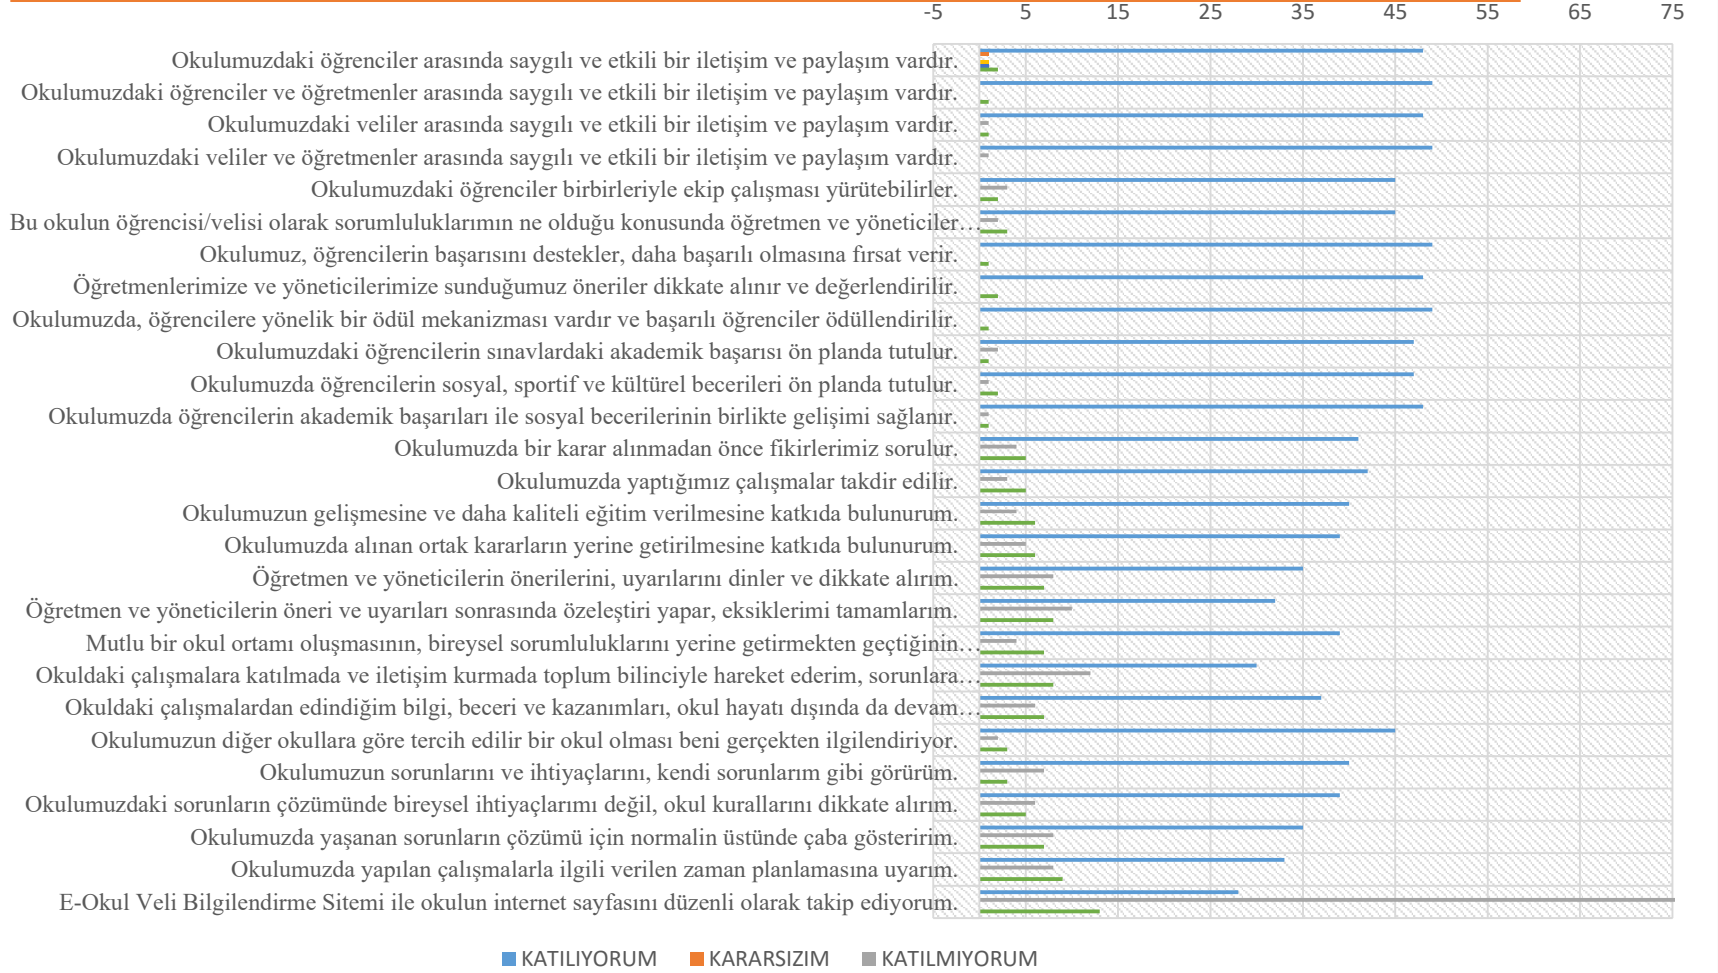 -5 5 15 25 35 45 55 65 75
Okulumuzdaki öğrenciler arasında saygılı ve etkili bir iletişim ve paylaşım vardır.
Okulumuzdaki öğrenciler ve öğretmenler arasında saygılı ve etkili bir iletişim ve paylaşım vardır.
Okulumuzdaki veliler arasında saygılı ve etkili bir iletişim ve paylaşım vardır.
Okulumuzdaki veliler ve öğretmenler arasında saygılı ve etkili bir iletişim ve paylaşım vardır.
Okulumuzdaki öğrenciler birbirleriyle ekip çalışması yürütebilirler.
Bu okulun öğrencisi/velisi olarak sorumluluklarımın ne olduğu konusunda öğretmen ve yöneticiler…
Okulumuz, öğrencilerin başarısını destekler, daha başarılı olmasına fırsat verir.
Öğretmenlerimize ve yöneticilerimize sunduğumuz öneriler dikkate alınır ve değerlendirilir.
Okulumuzda, öğrencilere yönelik bir ödül mekanizması vardır ve başarılı öğrenciler ödüllendirilir.
Okulumuzdaki öğrencilerin sınavlardaki akademik başarısı ön planda tutulur.
Okulumuzda öğrencilerin sosyal, sportif ve kültürel becerileri ön planda tutulur.
Okulumuzda öğrencilerin akademik başarıları ile sosyal becerilerinin birlikte gelişimi sağlanır.
Okulumuzda bir karar alınmadan önce fikirlerimiz sorulur.
Okulumuzda yaptığımız çalışmalar takdir edilir.
Okulumuzun gelişmesine ve daha kaliteli eğitim verilmesine katkıda bulunurum.
Okulumuzda alınan ortak kararların yerine getirilmesine katkıda bulunurum.
Öğretmen ve yöneticilerin önerilerini, uyarılarını dinler ve dikkate alırım.
Öğretmen ve yöneticilerin öneri ve uyarıları sonrasında özeleştiri yapar, eksiklerimi tamamlarım.
Mutlu bir okul ortamı oluşmasının, bireysel sorumluluklarını yerine getirmekten geçtiğinin…
Okuldaki çalışmalara katılmada ve iletişim kurmada toplum bilinciyle hareket ederim, sorunlara…
Okuldaki çalışmalardan edindiğim bilgi, beceri ve kazanımları, okul hayatı dışında da devam…
Okulumuzun diğer okullara göre tercih edilir bir okul olması beni gerçekten ilgilendiriyor.
Okulumuzun sorunlarını ve ihtiyaçlarını, kendi sorunlarım gibi görürüm.
Okulumuzdaki sorunların çözümünde bireysel ihtiyaçlarımı değil, okul kurallarını dikkate alırım.
Okulumuzda yaşanan sorunların çözümü için normalin üstünde çaba gösteririm.
Okulumuzda yapılan çalışmalarla ilgili verilen zaman planlamasına uyarım.
E-Okul Veli Bilgilendirme Sitemi ile okulun internet sayfasını düzenli olarak takip ediyorum.
KATILIYORUM KARARSIZIM KATILMIYORUM